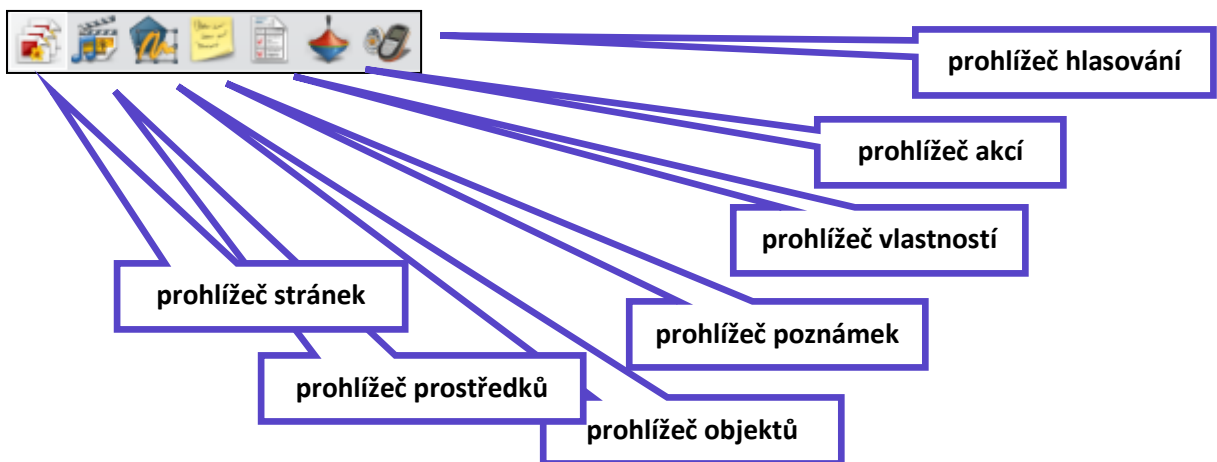 prohlížeč hlasování
prohlížeč akcí
prohlížeč vlastností
prohlížeč stránek
prohlížeč poznámek
prohlížeč prostředků
prohlížeč objektů